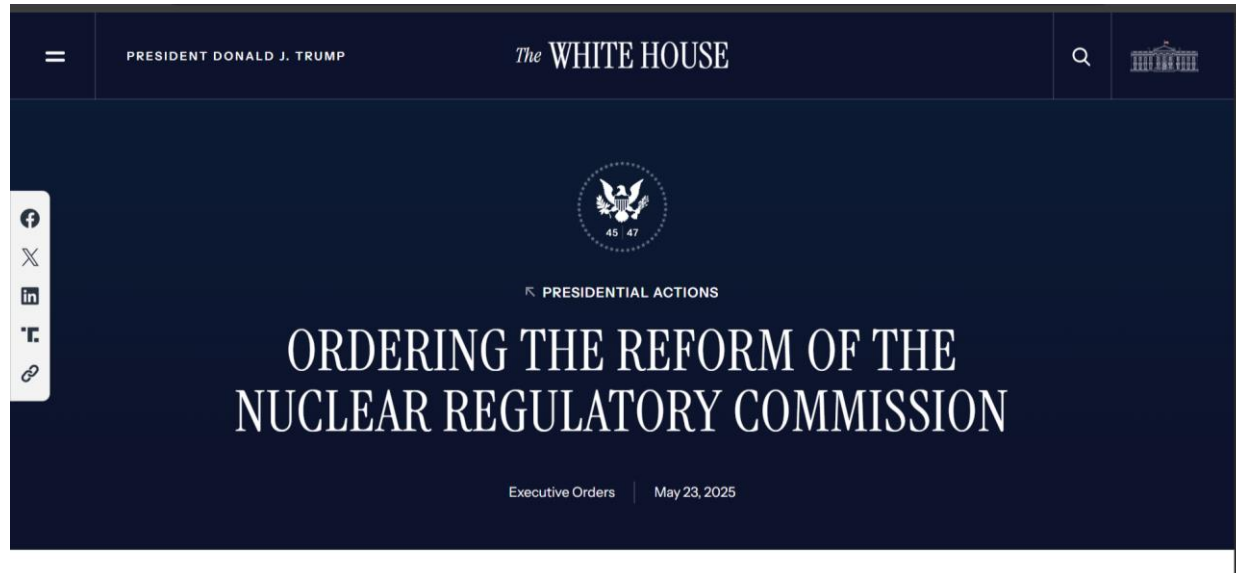 PRESIDENT DONALD J. TRUMP
The WHITE HOUSE
45 | 47
PRESIDENTIAL ACTIONS
ORDERING THE REFORM OF THE
NUCLEAR REGULATORY COMMISSION
Executive Orders | May 23, 2025